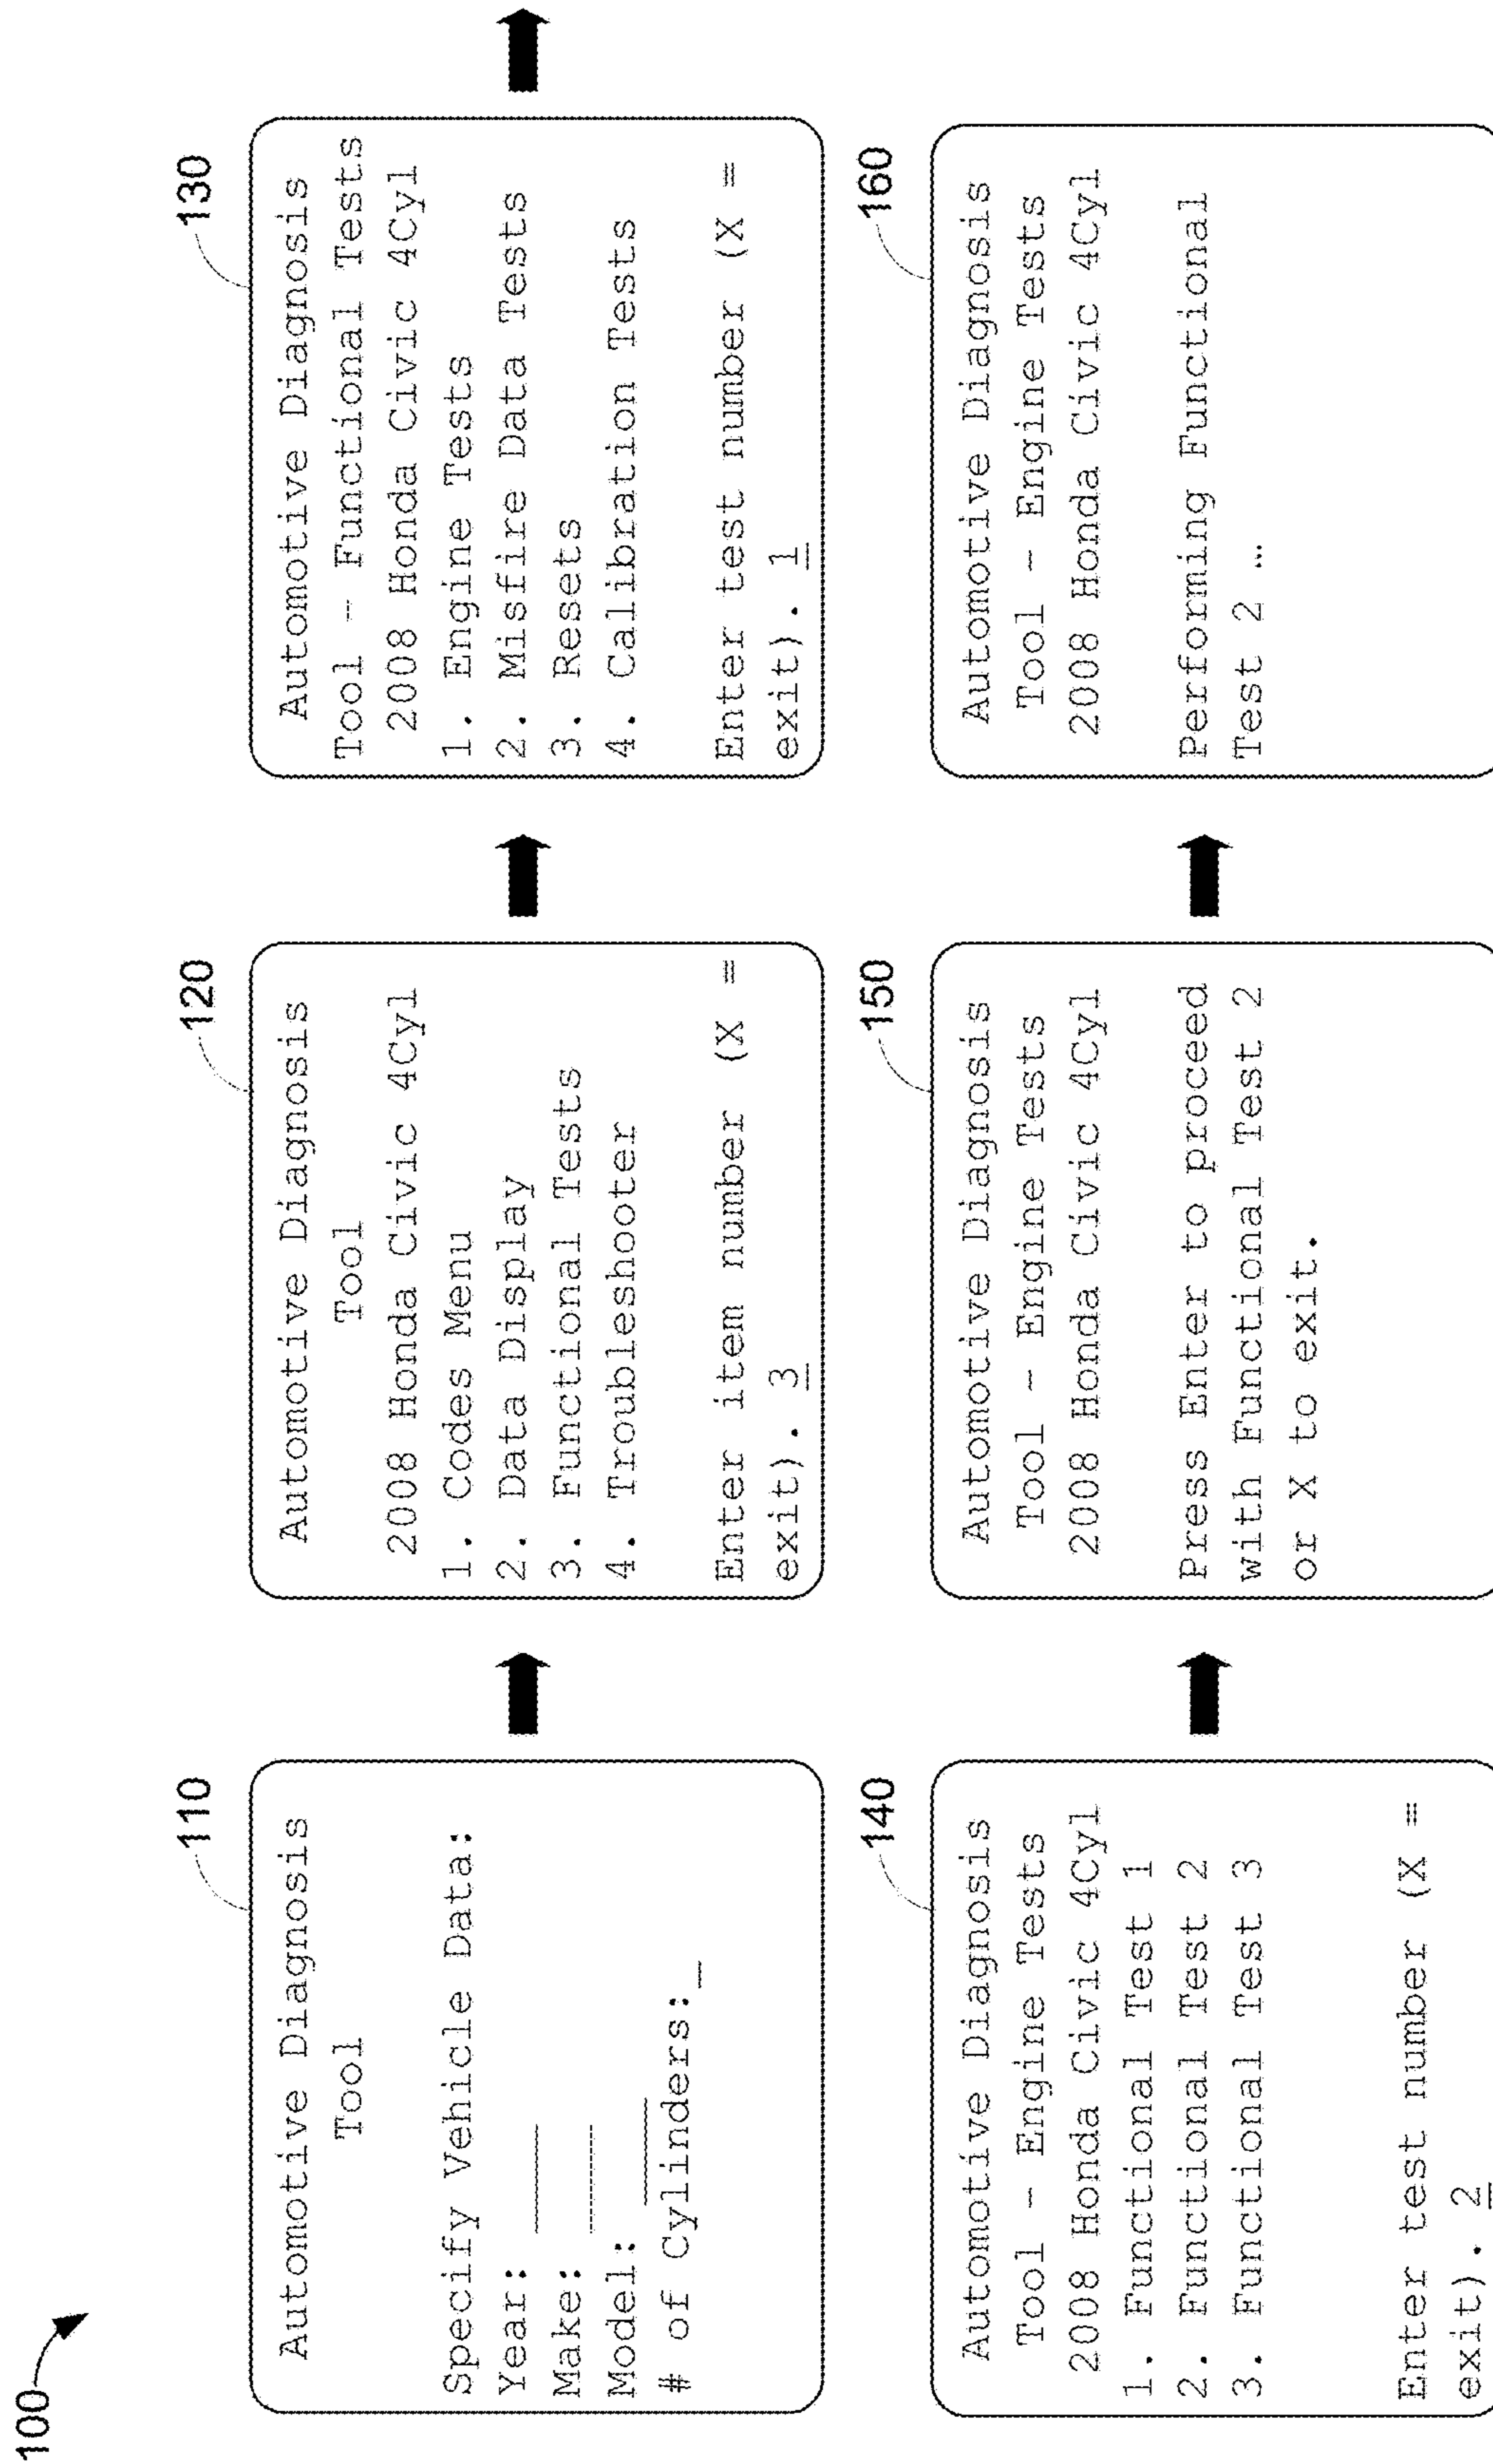 100
110
Automotive Diagnosis
Tool
Specify Vehicle Data:
Year: ____
Make: ____
Model: ____
# of Cylinders:_
120
Automotive Diagnosis
Tool
2008 Honda Civic 4Cyl
1. Codes Menu
2. Data Display
3. Functional Tests
4. Troubleshooter
Enter item number (X =
exit). 3
130
Automotive Diagnosis
Tool - Functional Tests
2008 Honda Civic 4Cyl
1. Engine Tests
2. Misfire Data Tests
3. Resets
4. Calibration Tests
Enter test number (X =
exit). 1
140
Automotive Diagnosis
Tool - Engine Tests
2008 Honda Civic 4Cyl
1. Functional Test 1
2. Functional Test 2
3. Functional Test 3
Enter test number (X =
exit). 2
150
Automotive Diagnosis
Tool - Engine Tests
2008 Honda Civic 4Cyl
Press Enter to proceed
with Functional Test 2
or X to exit.
160
Automotive Diagnosis
Tool - Engine Tests
2008 Honda Civic 4Cyl
Performing Functional
Test 2 …